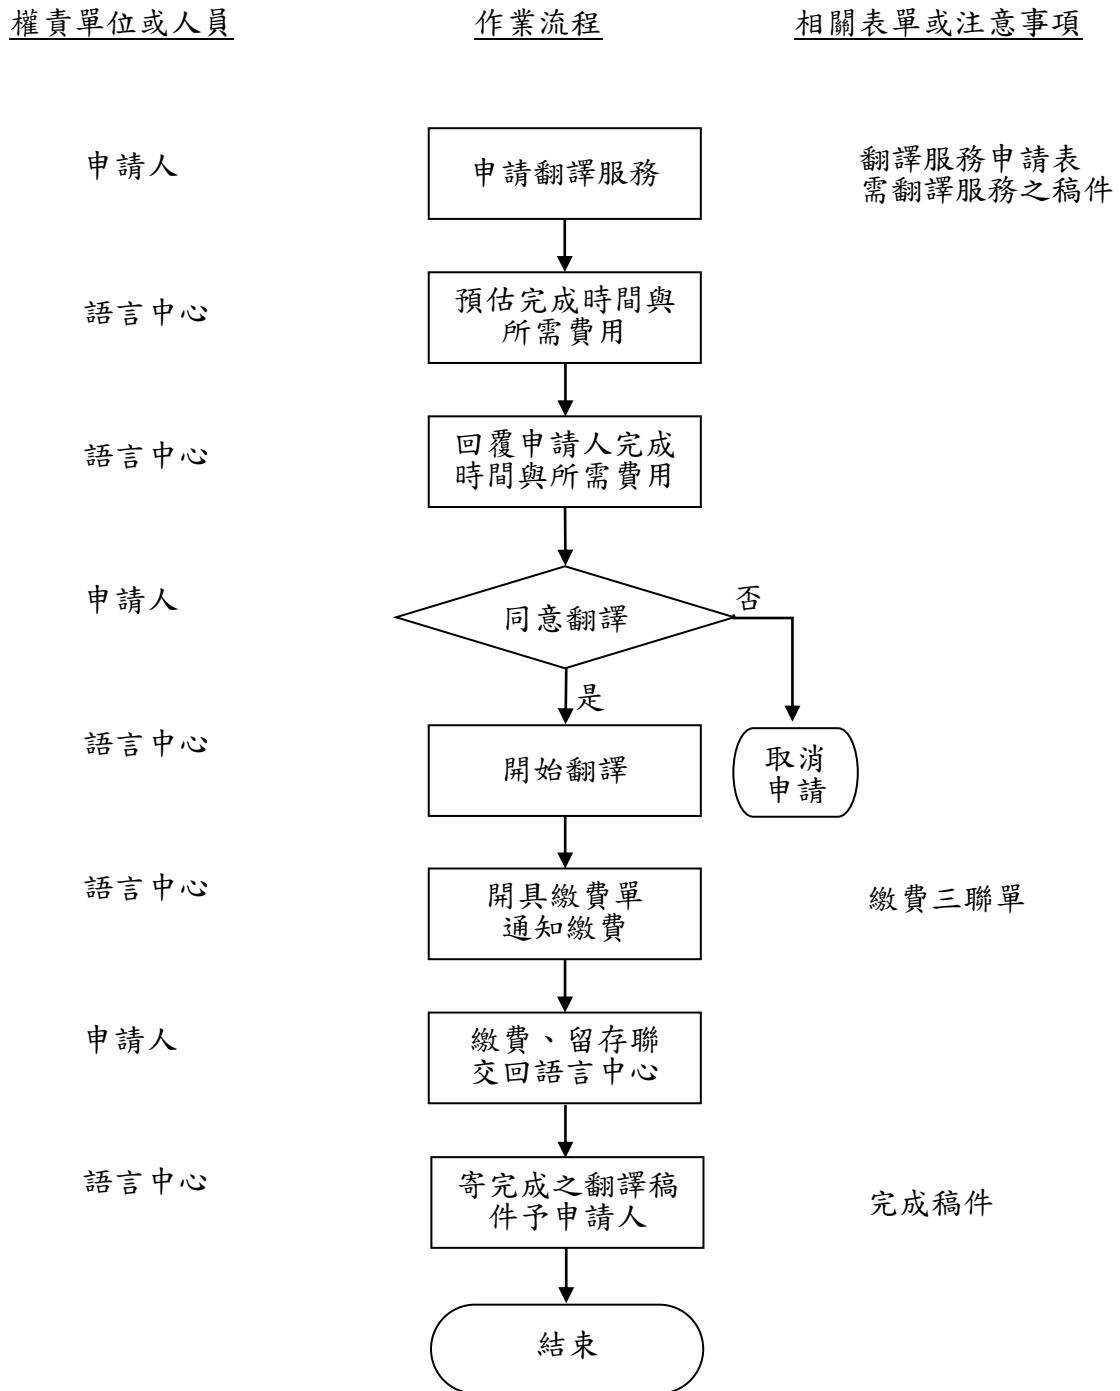 權責單位或人員 作業流程 相關表單或注意事項
申請人 申請翻譯服務 翻譯服務申請表
需翻譯服務之稿件
語言中心 預估完成時間與
所需費用
語言中心 回覆申請人完成
時間與所需費用
申請人 同意翻譯 否
是
語言中心 開始翻譯 取消
申請
語言中心 開具繳費單 繳費三聯單
通知繳費
申請人 繳費、留存聯
交回語言中心
語言中心 寄完成之翻譯稿 完成稿件
件予申請人
結束